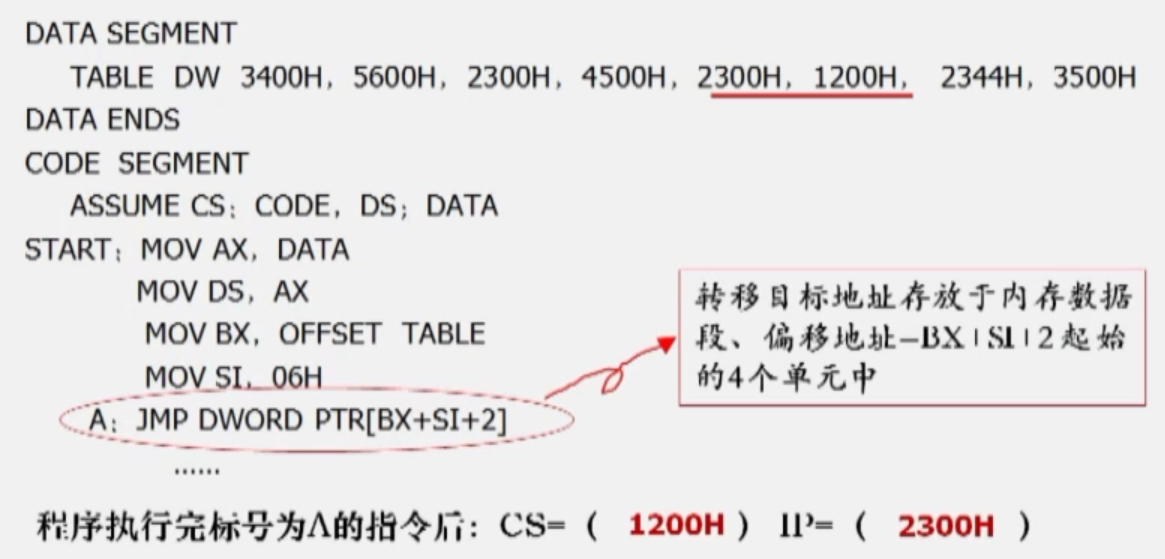 DATA SEGMENT
TABLE DW 3400H, 5600H, 2300H, 4500H, 2300H, 1200H, 2344H, 3500H
DATA ENDS
CODE SEGMENT
ASSUME CS: CODE, DS; DATA
START: MOV AX, DATA
MOV DS, AX
MOV BX, OFFSET TABLE
MOV SI, 06H
A: JMP DWORD PTR[BX+SI+2]
转移目标地址存放于内存数据
段、偏移地址=BX+SI+2起始
的4个单元中
……
程序执行完标号为A的指令后: CS= ( 1200H ) IP= ( 2300H )